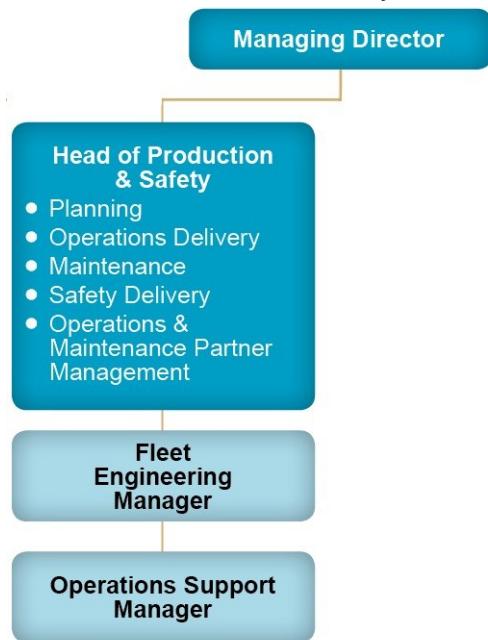 Managing Director
Head of Production
& Safety
● Planning
● Operations Delivery
● Maintenance
● Safety Delivery
● Operations &
Maintenance Partner
Management
Fleet
Engineering
Manager
Operations Support
Manager